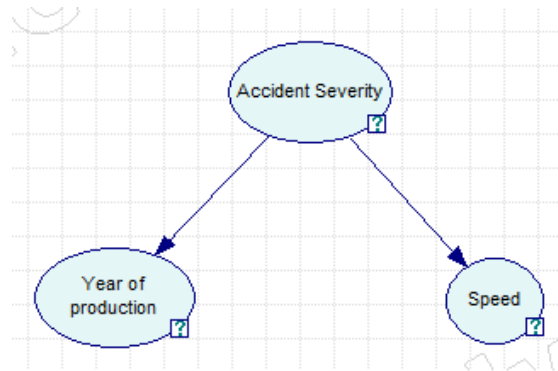 Accident Severity
?
Year of
production
?
Speed
?